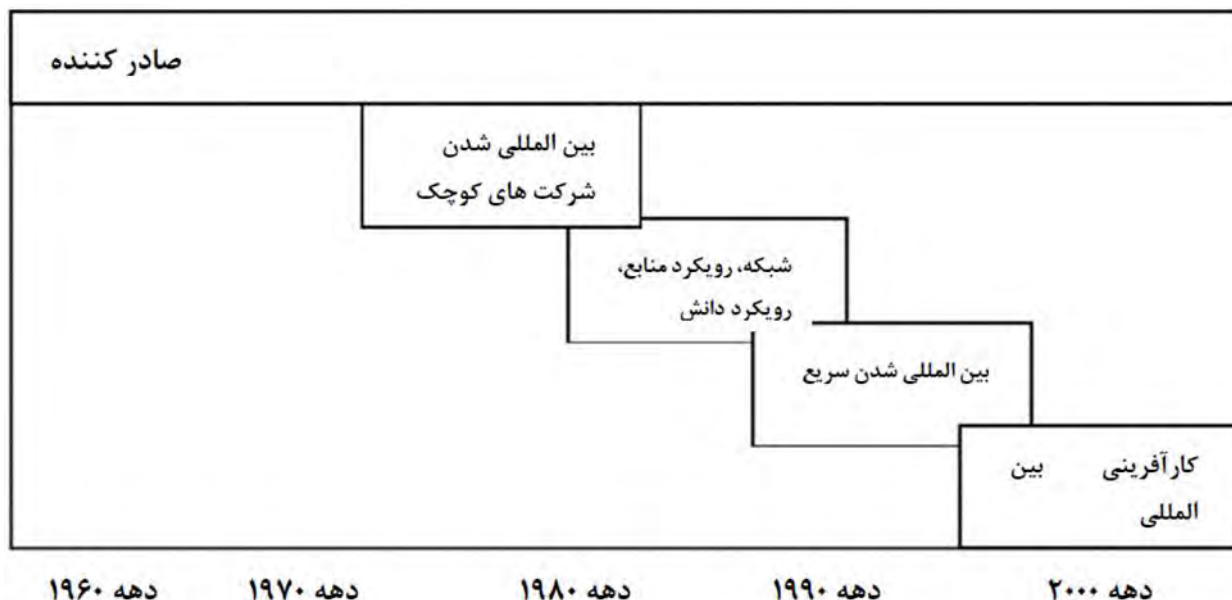 صادر کننده
بین المللی شدن
شرکت های کوچک
شبکه، رویکرد منابع،
رویکرد دانش
بین المللی شدن سریع
کارآفرینی بین
المللی
دهه ۱۹۶۰ دهه ۱۹۷۰ دهه ۱۹۸۰ دهه ۱۹۹۰ دهه ۲۰۰۰